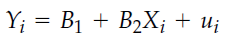 Yᵢ = B₁ + B₂Xᵢ + uᵢ